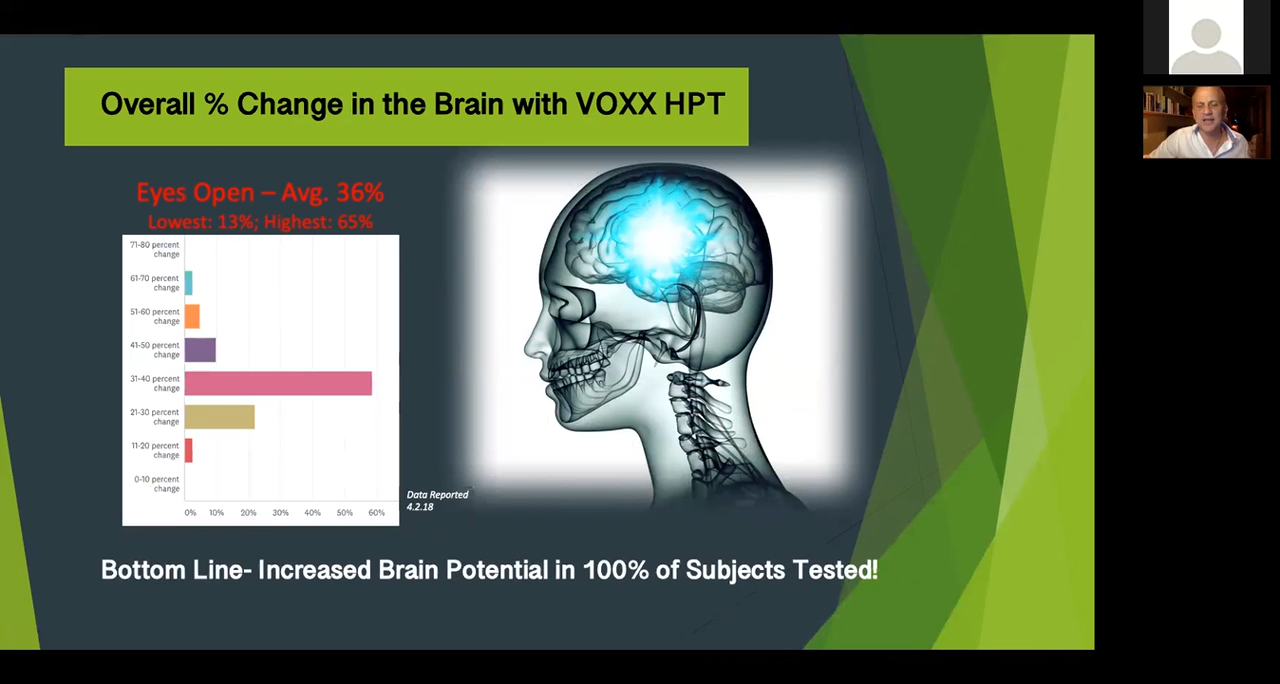 Overall % Change in the Brain with VOXX HPT
Eyes Open – Avg. 36%
Lowest: 13%; Highest: 65%
71-80 percent
change
61-70 percent
change
51-60 percent
change
41-50 percent
change
31-40 percent
change
21-30 percent
change
11-20 percent
change
0-10 percent
change
0% 10% 20% 30% 40% 50% 60%
Data Reported
4.2.18
Bottom Line- Increased Brain Potential in 100% of Subjects Tested!